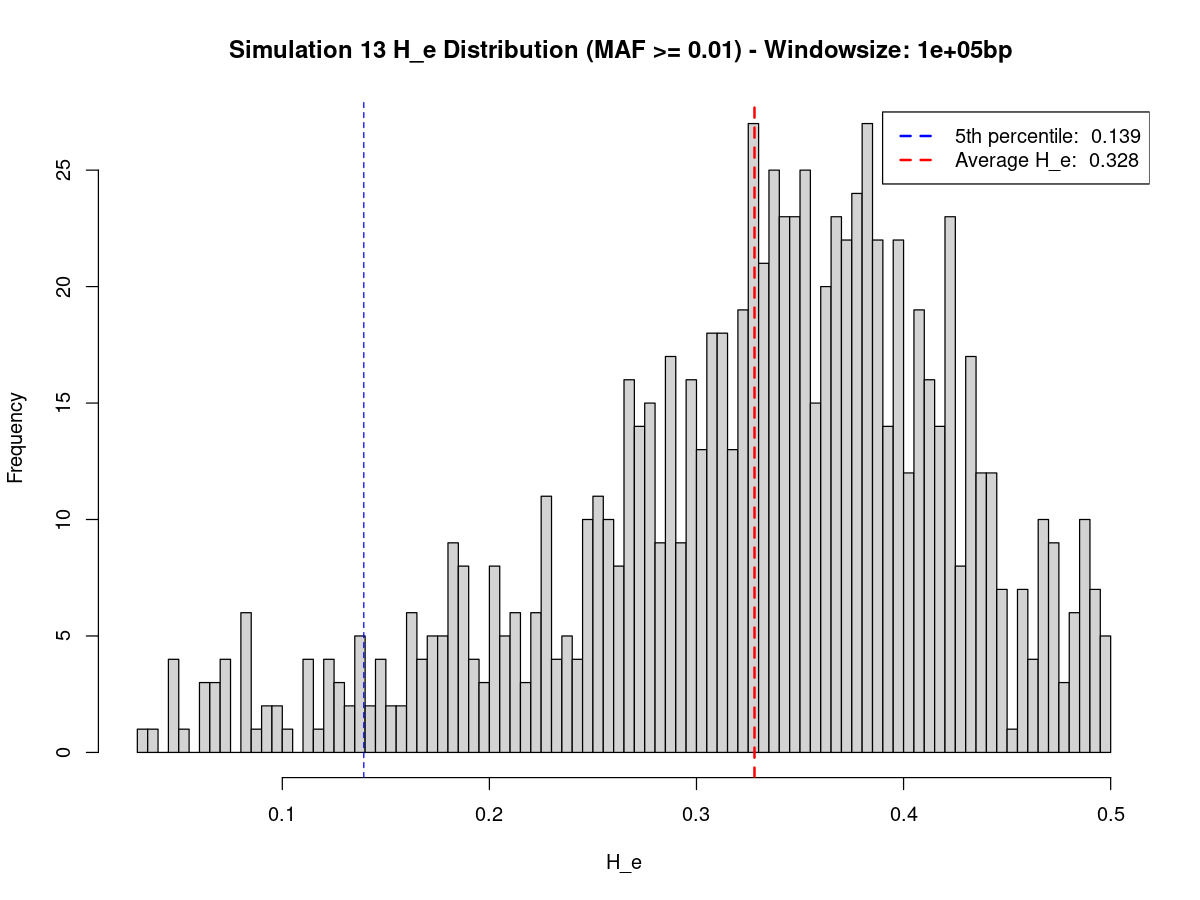 Simulation 13 H_e Distribution (MAF >= 0.01) - Windowsize: 1e+05bp
5th percentile: 0.139
Average H_e: 0.328
Frequency
25
20
15
10
5
0
0.1 0.2 0.3 0.4 0.5
H_e